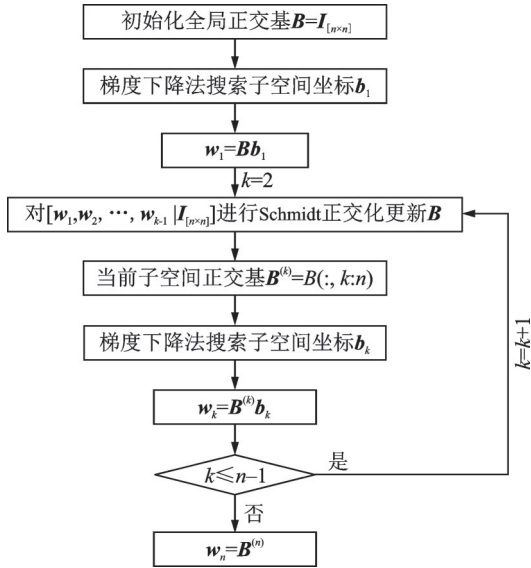 初始化全局正交基B=I[n×n]
梯度下降法搜索子空间坐标b₁
w₁=Bb₁
k=2
对[w₁,w₂, ⋯, wₖ₋₁ |I[n×n]]进行Schmidt正交化更新B
当前子空间正交基B⁽ᵏ⁾=B(:, k:n)
梯度下降法搜索子空间坐标bₖ
wₖ=B⁽ᵏ⁾bₖ
k=k+1
k≤n–1
是
否
wₙ=B⁽ⁿ⁾